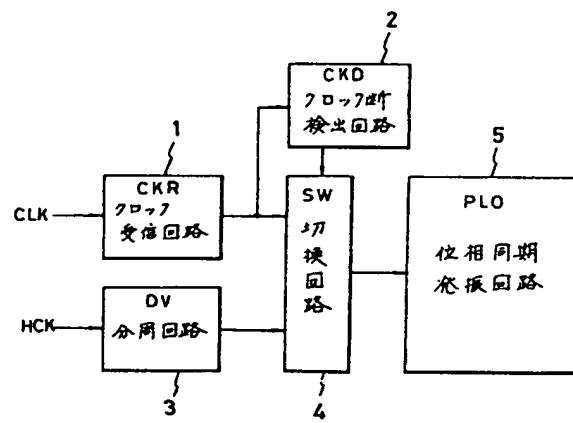 2
CKD
クロック断
検出回路
1
CKR
クロック
受信回路
CLK
SW
切換回路
5
PLO
位相同期
発振回路
HCK
DV
分周回路
3
4